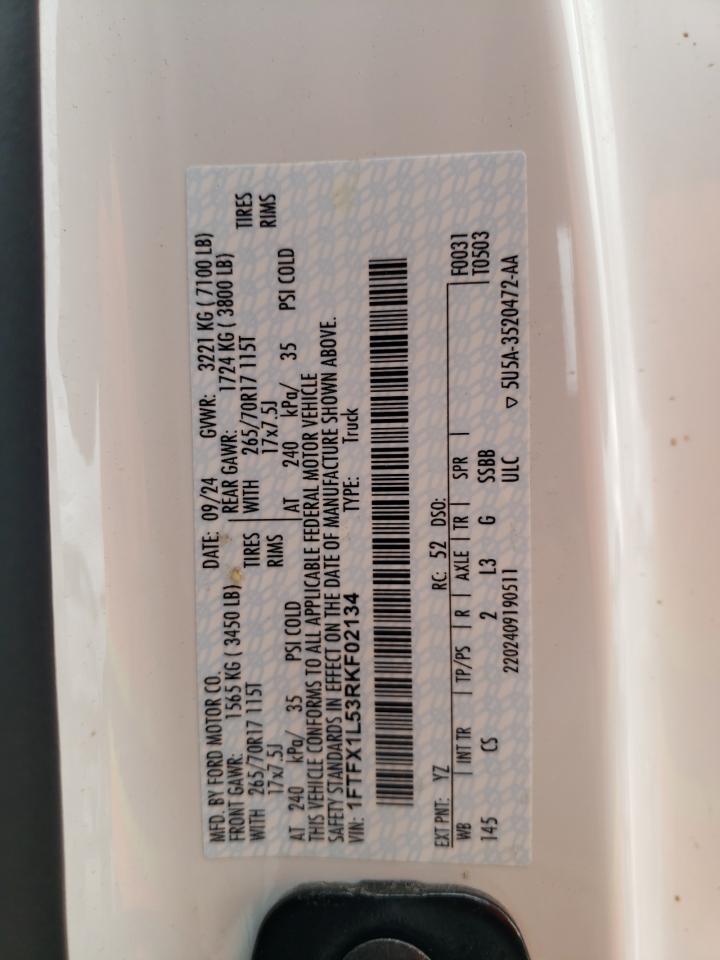 MFD. BY FORD MOTOR CO.
DATE: 09/24 GVWR: 3221 KG ( 7100 LB)
FRONT GAWR: 1565 KG ( 3450 LB) REAR GAWR: 1724 KG ( 3800 LB)
WITH 265/70R17 115T TIRES WITH 265/70R17 115T TIRES
17x7.5J RIMS 17x7.5J RIMS
AT 240 kPa/ 35 PSI COLD AT 240 kPa/ 35 PSI COLD
THIS VEHICLE CONFORMS TO ALL APPLICABLE FEDERAL MOTOR VEHICLE
SAFETY STANDARDS IN EFFECT ON THE DATE OF MANUFACTURE SHOWN ABOVE.
VIN: 1FTFX1L53RKF02134 TYPE: Truck
EXT PNT: YZ RC: 52 DSO: F0031
WB INT TR TP/PS R AXLE TR SPR T0503
145 CS 2 L3 G SSBB
2202409190511 ULC ▽ 5U5A-3520472-AA